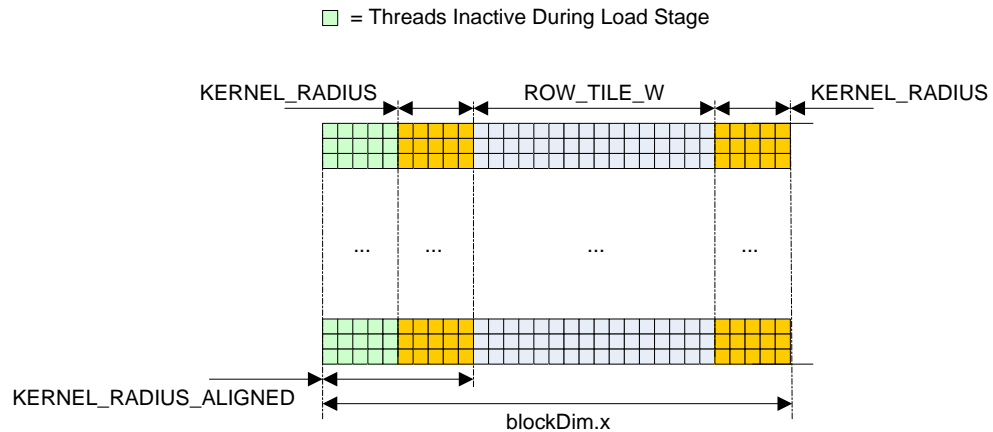 = Threads Inactive During Load Stage
KERNEL_RADIUS
ROW_TILE_W
KERNEL_RADIUS
... ... ... ...
KERNEL_RADIUS_ALIGNED
blockDim.x